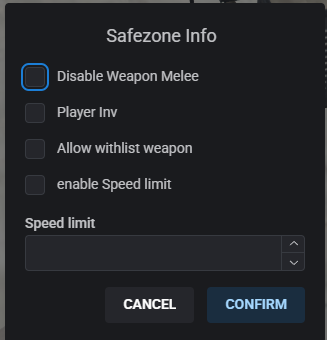 Safezone Info
Disable Weapon Melee
Player Inv
Allow withlist weapon
enable Speed limit
Speed limit
CANCEL
CONFIRM